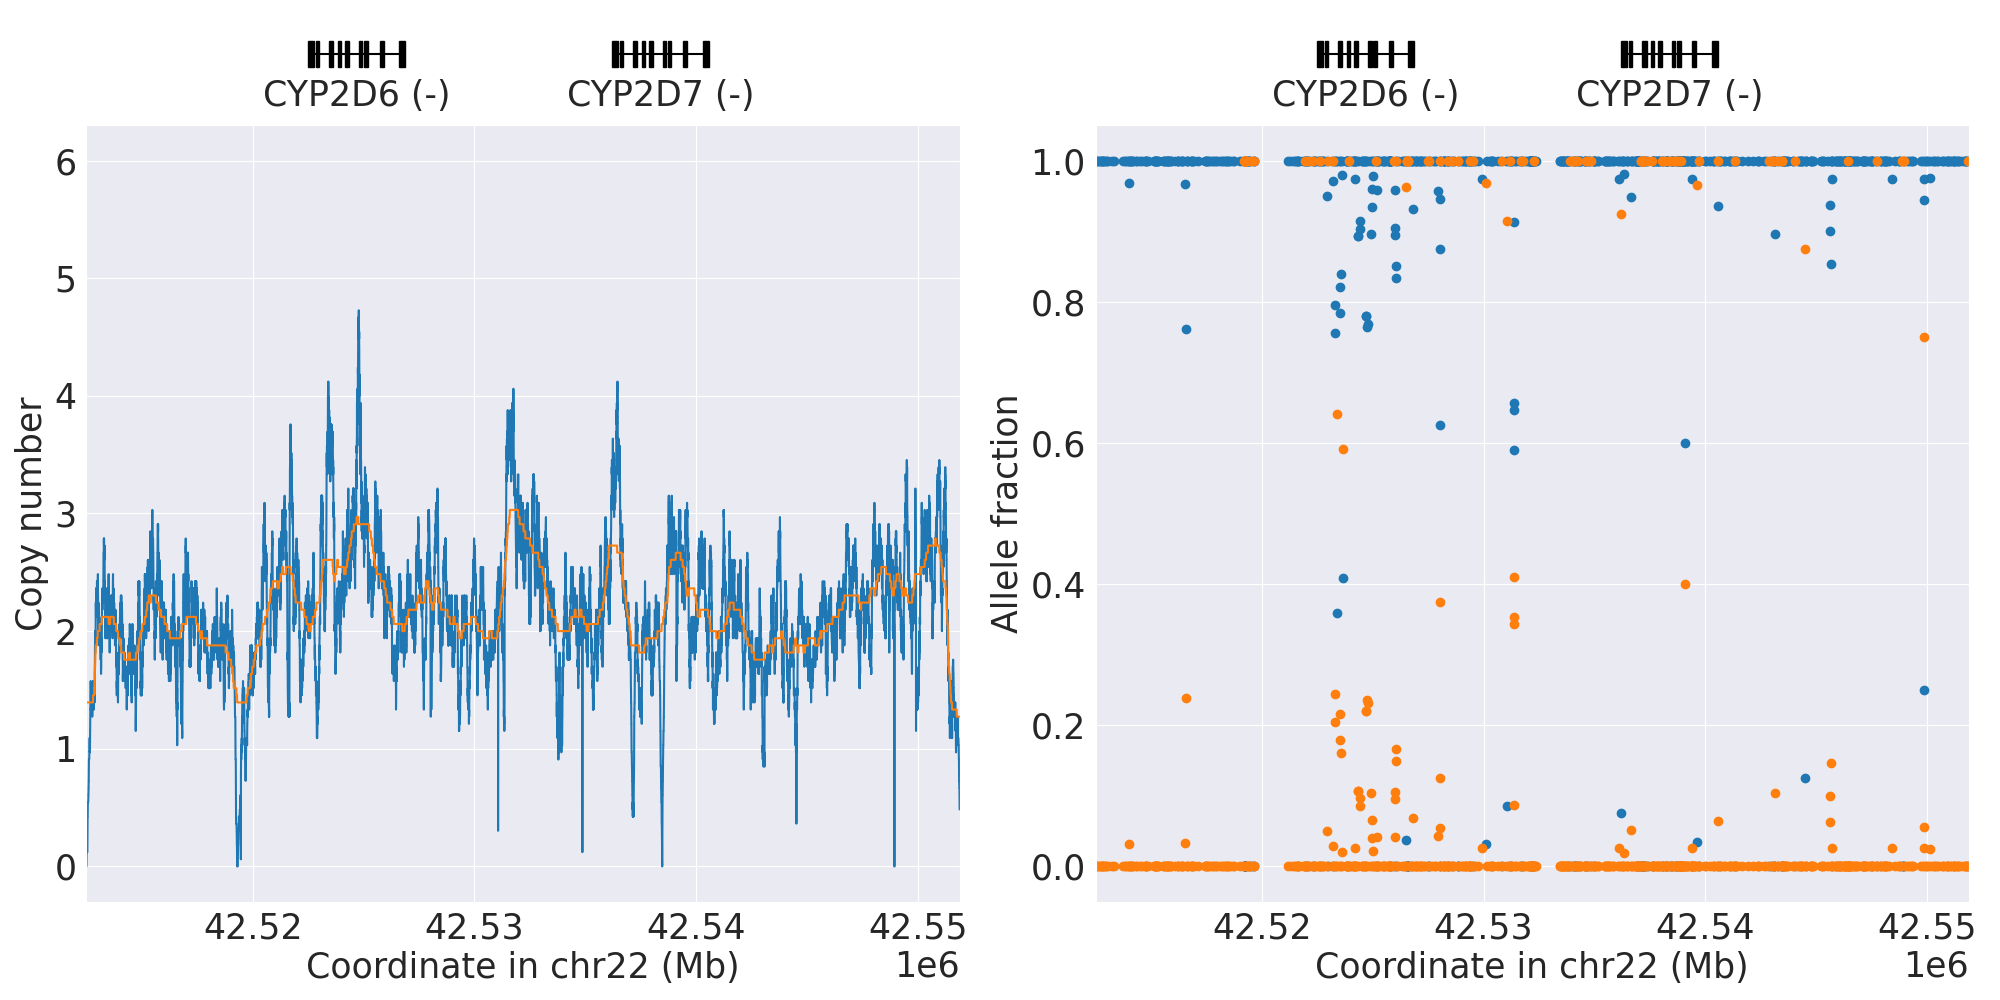 CYP2D6 (-) CYP2D7 (-)
6
5
4
3
2
1
0
Copy number
42.52 42.53 42.54 42.55
Coordinate in chr22 (Mb)
1e6
CYP2D6 (-) CYP2D7 (-)
1.0
0.8
0.6
0.4
0.2
0.0
Allele fraction
42.52 42.53 42.54 42.55
Coordinate in chr22 (Mb)
1e6